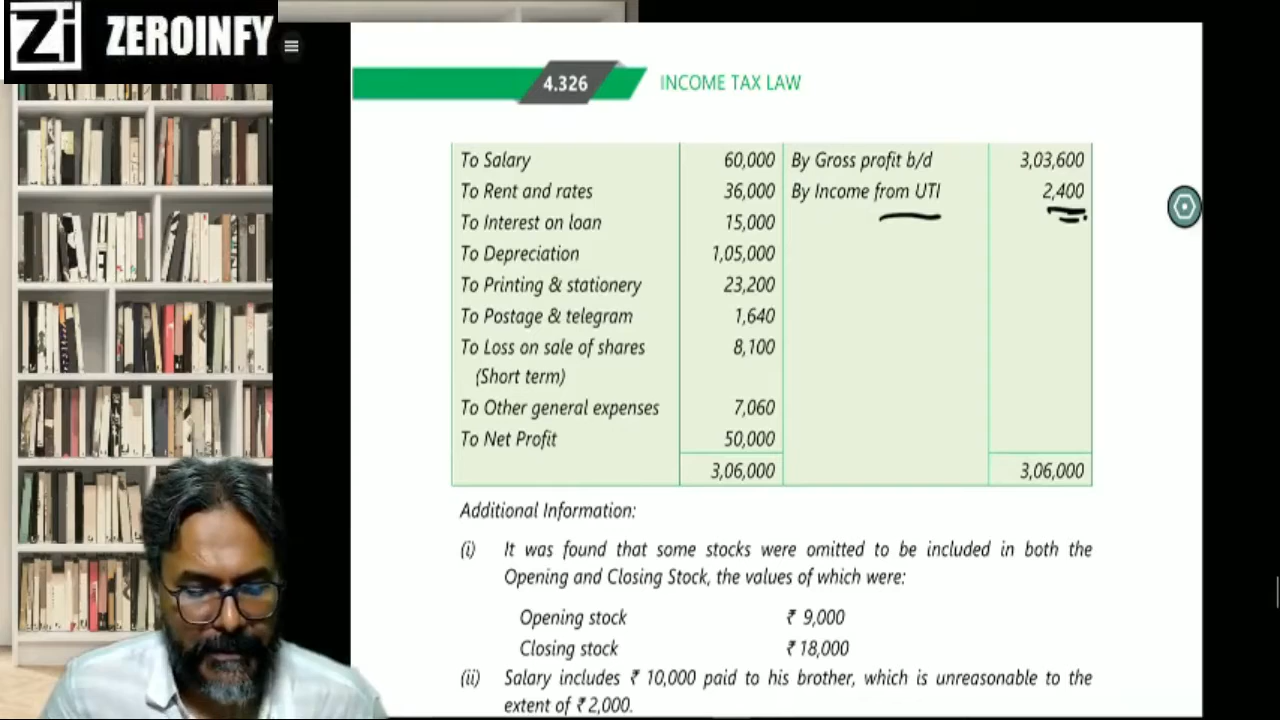 Zi ZEROINFY
4.326 INCOME TAX LAW
To Salary 60,000 By Gross profit b/d 3,03,600
To Rent and rates 36,000 By Income from UTI 2,400
To Interest on loan 15,000
To Depreciation 1,05,000
To Printing & stationery 23,200
To Postage & telegram 1,640
To Loss on sale of shares 8,100
(Short term)
To Other general expenses 7,060
To Net Profit 50,000
3,06,000 3,06,000
Additional Information:
(i) It was found that some stocks were omitted to be included in both the
Opening and Closing Stock, the values of which were:
Opening stock ₹ 9,000
Closing stock ₹ 18,000
(ii) Salary includes ₹ 10,000 paid to his brother, which is unreasonable to the
extent of ₹ 2,000.